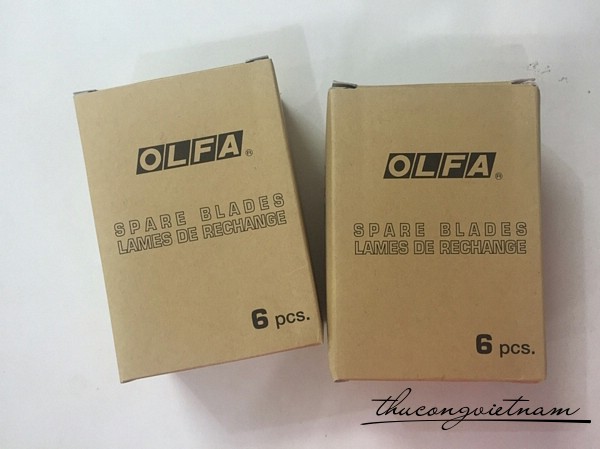 OLFA®
SPARE BLADES
LAMES DE RECHANGE
6 pcs.
OLFA®
SPARE BLADES
LAMES DE RECHANGE
6 pcs.
thucongvietnam